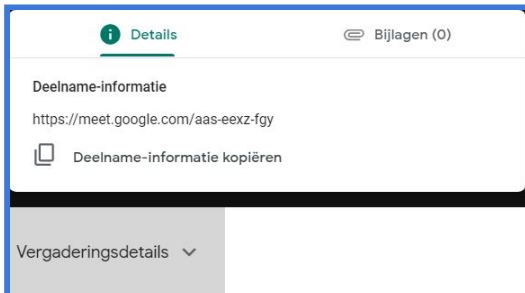 Details
Bijlagen (0)
Deelname-informatie
https://meet.google.com/aas-eexz-fgy
Deelname-informatie kopiëren
Vergaderingsdetails